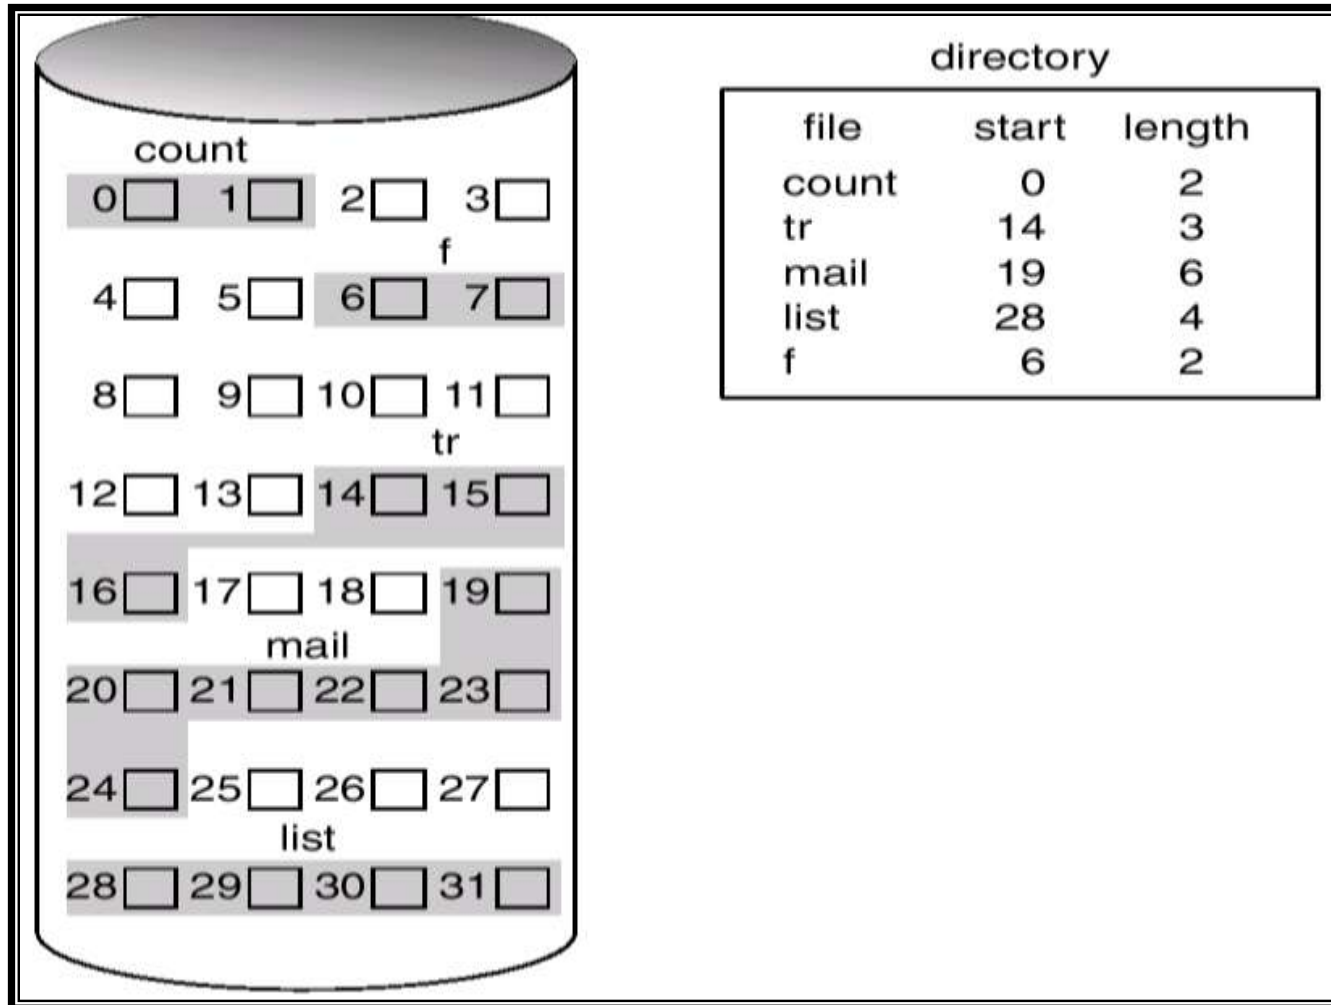 count
0 1 2 3
f
4 5 6 7
8 9 10 11
tr
12 13 14 15
16 17 18 19
mail
20 21 22 23
24 25 26 27
list
28 29 30 31
directory
file start length
count 0 2
tr 14 3
mail 19 6
list 28 4
f 6 2